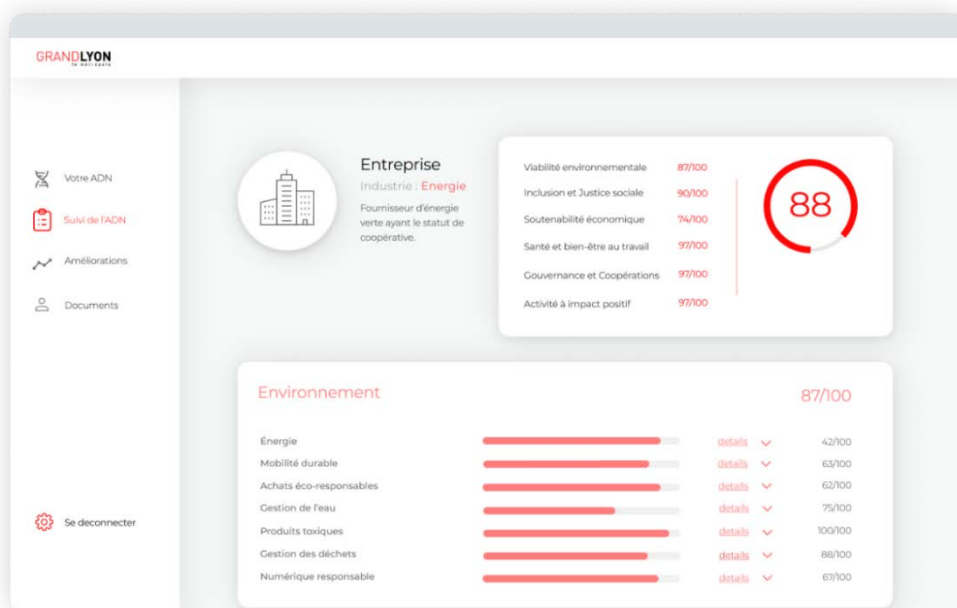 GRANDLYON
la métropole
Votre ADN
Suivi de l'ADN
Améliorations
Documents
Se deconnecter
Entreprise
Industrie : Energie
Fournisseur d'énergie
verte ayant le statut de
coopérative.
Viabilité environnementale 87/100
Inclusion et Justice sociale 90/100
Soutenabilité économique 74/100
Santé et bien-être au travail 97/100
Gouvernance et Coopérations 97/100
Activité à impact positif 97/100
88
Environnement 87/100
Énergie details 42/100
Mobilité durable details 63/100
Achats éco-responsables details 62/100
Gestion de l'eau details 75/100
Produits toxiques details 100/100
Gestion des déchets details 88/100
Numérique responsable details 67/100